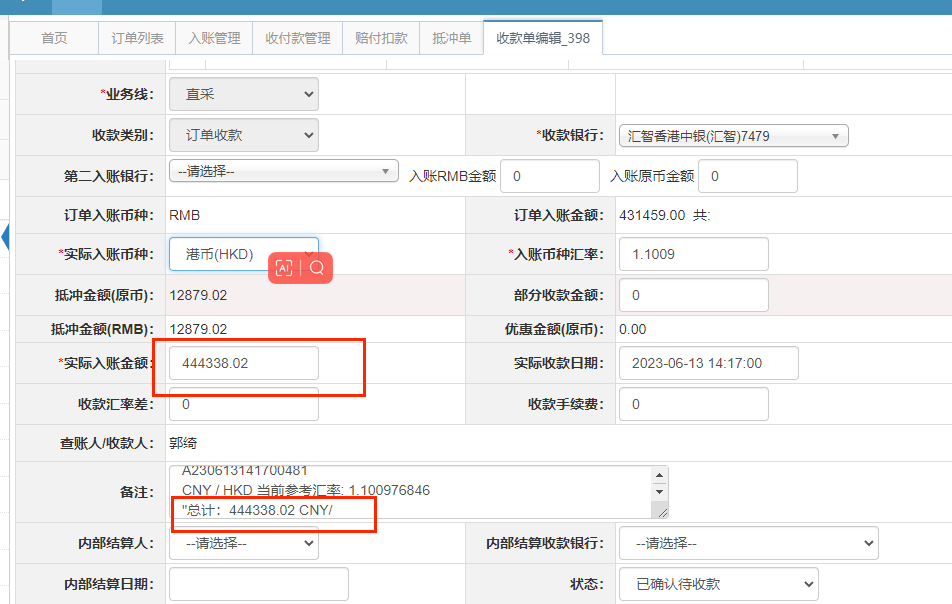 首页 订单列表 入账管理 收付款管理 赔付扣款 抵冲单 收款单编辑_398
*业务线: 直采
收款类别: 订单收款 *收款银行: 汇智香港中银(汇智)7479
第二入账银行: --请选择-- 入账RMB金额 0 入账原币金额 0
订单入账币种: RMB 订单入账金额: 431459.00 共:
*实际入账币种: 港币(HKD) *入账币种汇率: 1.1009
AI
抵冲金额(原币): 12879.02 部分收款金额: 0
抵冲金额(RMB): 12879.02 优惠金额(原币): 0.00
*实际入账金额: 444338.02 实际收款日期: 2023-06-13 14:17:00
收款汇率差: 0 收款手续费: 0
查账人/收款人: 郭绮
A230613141700481
备注: CNY / HKD 当前参考汇率: 1.100976846
"总计: 444338.02 CNY/
内部结算人: --请选择-- 内部结算收款银行: --请选择--
内部结算日期: 状态: 已确认待收款